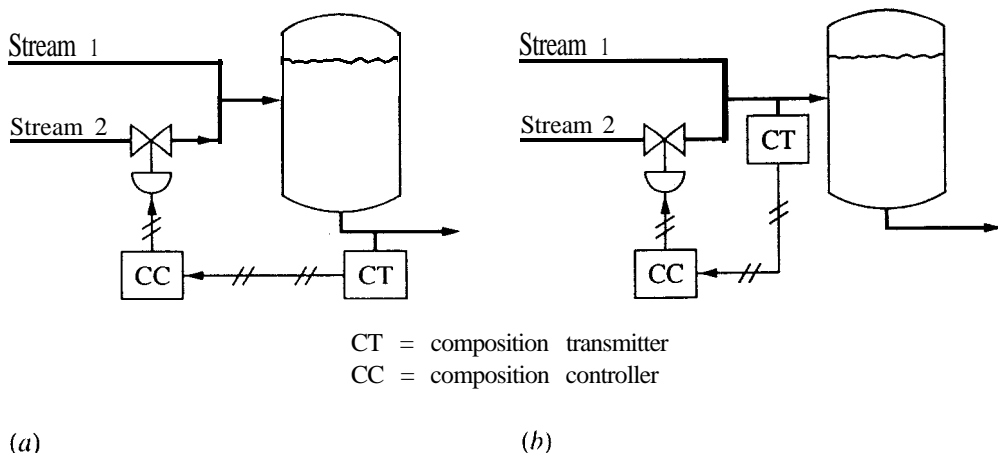 Stream 1
Stream 2
CC
CT
Stream 1
Stream 2
CT
CC
CT = composition transmitter
CC = composition controller
(a)
(b)